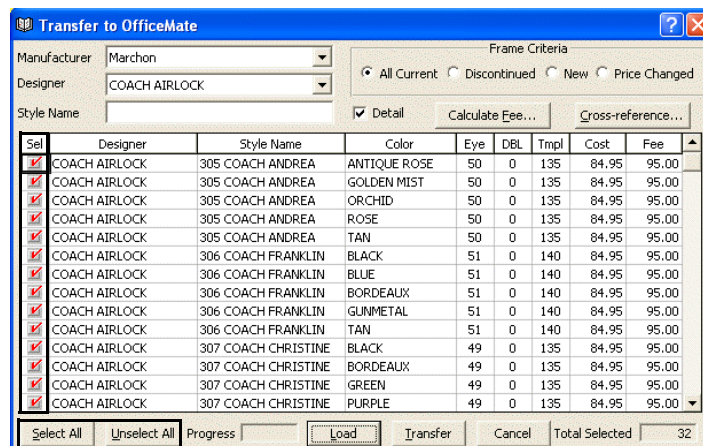 Transfer to OfficeMate
Manufacturer Marchon
Designer COACH AIRLOCK
Style Name
Frame Criteria
All Current Discontinued New Price Changed
Detail Calculate Fee... Cross-reference...
Sel Designer Style Name Color Eye DBL Tmpl Cost Fee
COACH AIRLOCK 305 COACH ANDREA ANTIQUE ROSE 50 0 135 84.95 95.00
COACH AIRLOCK 305 COACH ANDREA GOLDEN MIST 50 0 135 84.95 95.00
COACH AIRLOCK 305 COACH ANDREA ORCHID 50 0 135 84.95 95.00
COACH AIRLOCK 305 COACH ANDREA ROSE 50 0 135 84.95 95.00
COACH AIRLOCK 305 COACH ANDREA TAN 50 0 135 84.95 95.00
COACH AIRLOCK 306 COACH FRANKLIN BLACK 51 0 140 84.95 95.00
COACH AIRLOCK 306 COACH FRANKLIN BLUE 51 0 140 84.95 95.00
COACH AIRLOCK 306 COACH FRANKLIN BORDEAUX 51 0 140 84.95 95.00
COACH AIRLOCK 306 COACH FRANKLIN GUNMETAL 51 0 140 84.95 95.00
COACH AIRLOCK 306 COACH FRANKLIN TAN 51 0 140 84.95 95.00
COACH AIRLOCK 307 COACH CHRISTINE BLACK 49 0 135 84.95 95.00
COACH AIRLOCK 307 COACH CHRISTINE BORDEAUX 49 0 135 84.95 95.00
COACH AIRLOCK 307 COACH CHRISTINE GREEN 49 0 135 84.95 95.00
COACH AIRLOCK 307 COACH CHRISTINE PURPLE 49 0 135 84.95 95.00
Select All Unselect All Progress Load Transfer Cancel Total Selected 32